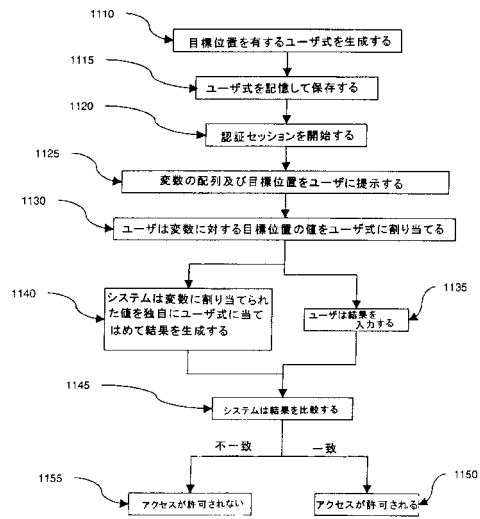 1110
目標位置を有するユーザ式を生成する
1115
ユーザ式を記憶して保存する
1120
認証セッションを開始する
1125
変数の配列及び目標位置をユーザに提示する
1130
ユーザは変数に対する目標位置の値をユーザ式に割り当てる
1140
システムは変数に割り当てられ
た値を独自にユーザ式に当て
はめて結果を生成する
1135
ユーザは結果を
入力する
1145
システムは結果を比較する
不一致
一致
1155
アクセスが許可されない
1150
アクセスが許可される